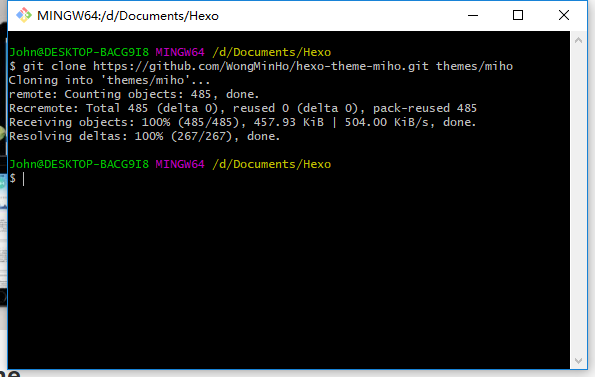 MINGW64:/d/Documents/Hexo
John@DESKTOP-BACG9I8 MINGW64 /d/Documents/Hexo
$ git clone https://github.com/WongMinHo/hexo-theme-miho.git themes/miho
Cloning into 'themes/miho'...
remote: Counting objects: 485, done.
Recremote: Total 485 (delta 0), reused 0 (delta 0), pack-reused 485
Receiving objects: 100% (485/485), 457.93 KiB | 504.00 KiB/s, done.
Resolving deltas: 100% (267/267), done.
John@DESKTOP-BACG9I8 MINGW64 /d/Documents/Hexo
$